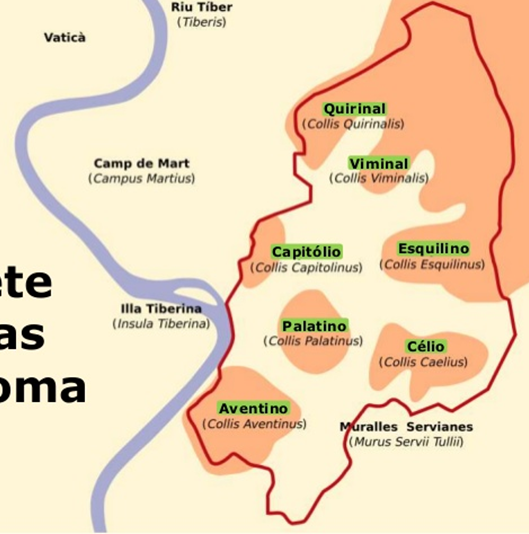 Riu Tíber
(Tiberis)
Vaticà
Quirinal
(Collis Quirinalis)
Camp de Mart
(Campus Martius)
Viminal
(Collis Viminalis)
Capitólio
(Collis Capitolinus)
Esquilino
(Collis Esquilinus)
ete
as
oma
Illa Tiberina
(Insula Tiberina)
Palatino
(Collis Palatinus)
Célio
(Collis Caelius)
Aventino
(Collis Aventinus)
Muralles Servianes
(Murus Servii Tullii)